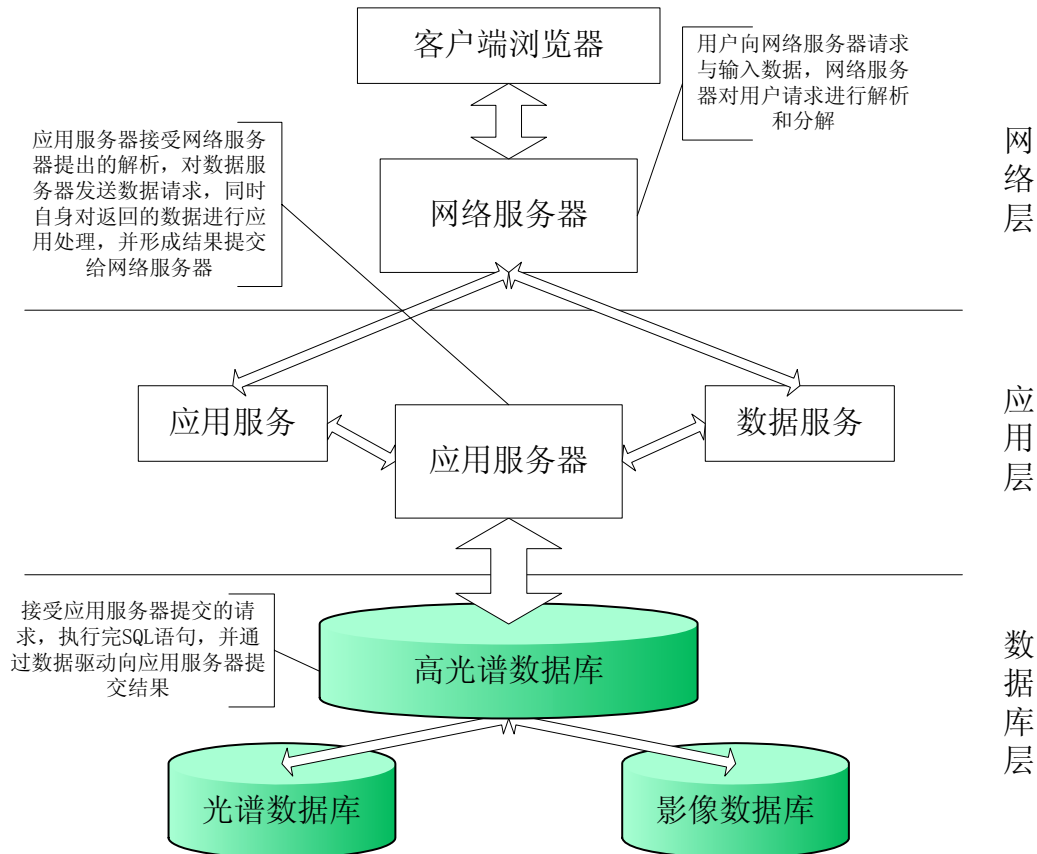 客户端浏览器
用户向网络服务器请求
与输入数据，网络服务
器对用户请求进行解析
和分解
网络层
应用服务器接受网络服务
器提出的解析，对数据服
务器发送数据请求，同时
自身对返回的数据进行应
用处理，并形成结果提交
给网络服务器
网络服务器
应用服务
应用服务器
数据服务
应用层
接受应用服务器提交的请
求，执行完SQL语句，并通
过数据驱动向应用服务器提
交结果
高光谱数据库
数据库层
光谱数据库
影像数据库